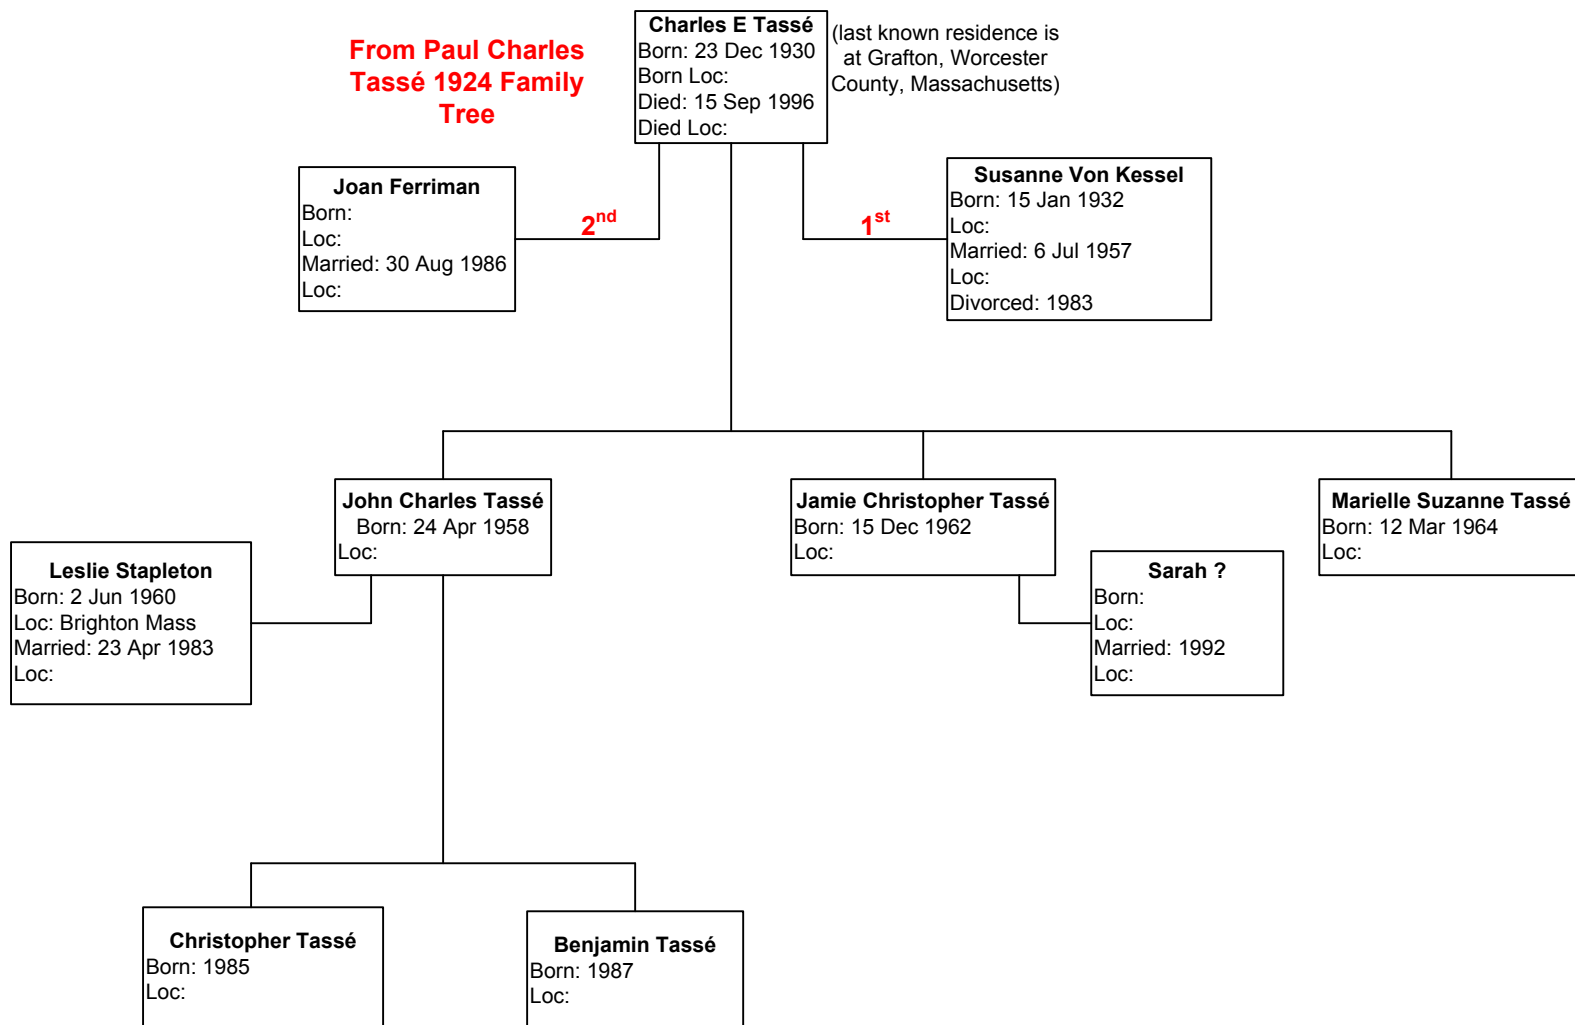 From Paul Charles
Tassé 1924 Family
Tree
Charles E Tassé
Born: 23 Dec 1930
Born Loc:
Died: 15 Sep 1996
Died Loc:
(last known residence is
at Grafton, Worcester
County, Massachusetts)
Joan Ferriman
Born:
Loc:
Married: 30 Aug 1986
Loc:
2nd
1st
Susanne Von Kessel
Born: 15 Jan 1932
Loc:
Married: 6 Jul 1957
Loc:
Divorced: 1983
John Charles Tassé
Born: 24 Apr 1958
Loc:
Jamie Christopher Tassé
Born: 15 Dec 1962
Loc:
Marielle Suzanne Tassé
Born: 12 Mar 1964
Loc:
Leslie Stapleton
Born: 2 Jun 1960
Loc: Brighton Mass
Married: 23 Apr 1983
Loc:
Sarah ?
Born:
Loc:
Married: 1992
Loc:
Christopher Tassé
Born: 1985
Loc:
Benjamin Tassé
Born: 1987
Loc: